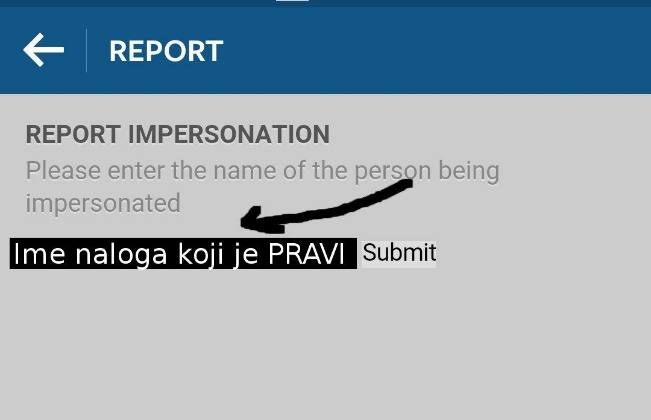 REPORT
REPORT IMPERSONATION
Please enter the name of the person being
impersonated
Ime naloga koji je PRAVI Submit